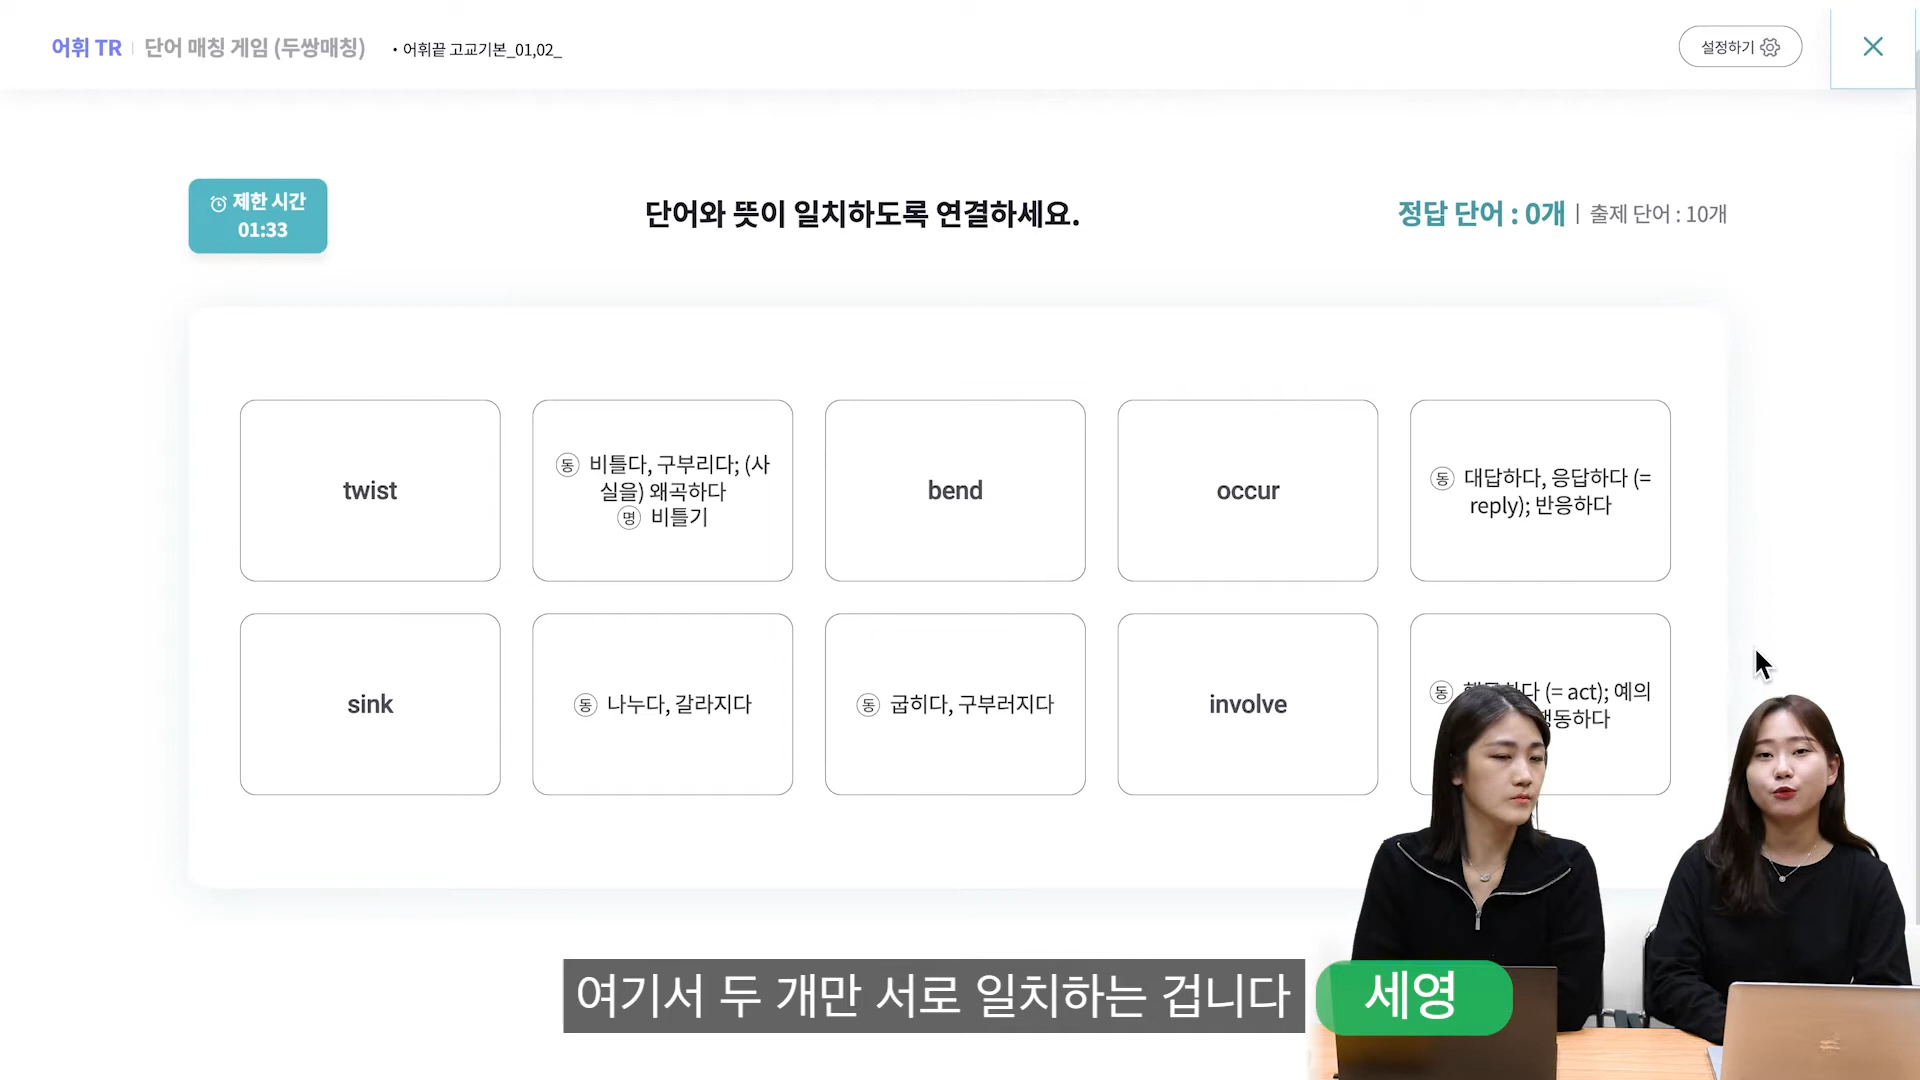 어휘 TR
단어 매칭 게임 (두쌍매칭)
• 어휘끝 고교기본_01,02_
설정하기
제한 시간
01:33
단어와 뜻이 일치하도록 연결하세요.
정답 단어 : 0개 | 출제 단어 : 10개
twist
동 비틀다, 구부리다; (사
실을) 왜곡하다
명 비틀기
bend
occur
동 대답하다, 응답하다 (=
reply); 반응하다
sink
동 나누다, 갈라지다
동 굽히다, 구부러지다
involve
동 (= act); 예의
행동하다
여기서 두 개만 서로 일치하는 겁니다
세영